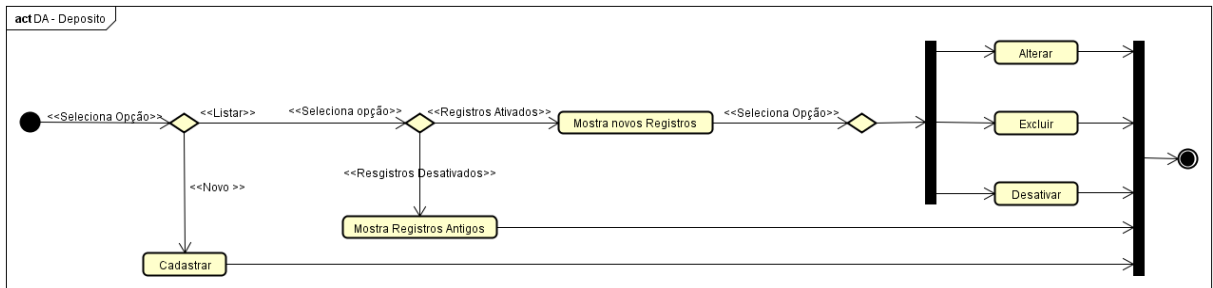 act DA - Deposito
Alterar
<<Seleciona Opção>>
<<Listar>>
<<Seleciona opção>>
<<Registros Ativados>>
Mostra novos Registros
<<Seleciona Opção>>
Excluir
<<Resgistros Desativados>>
<<Novo >>
Desativar
Mostra Registros Antigos
Cadastrar